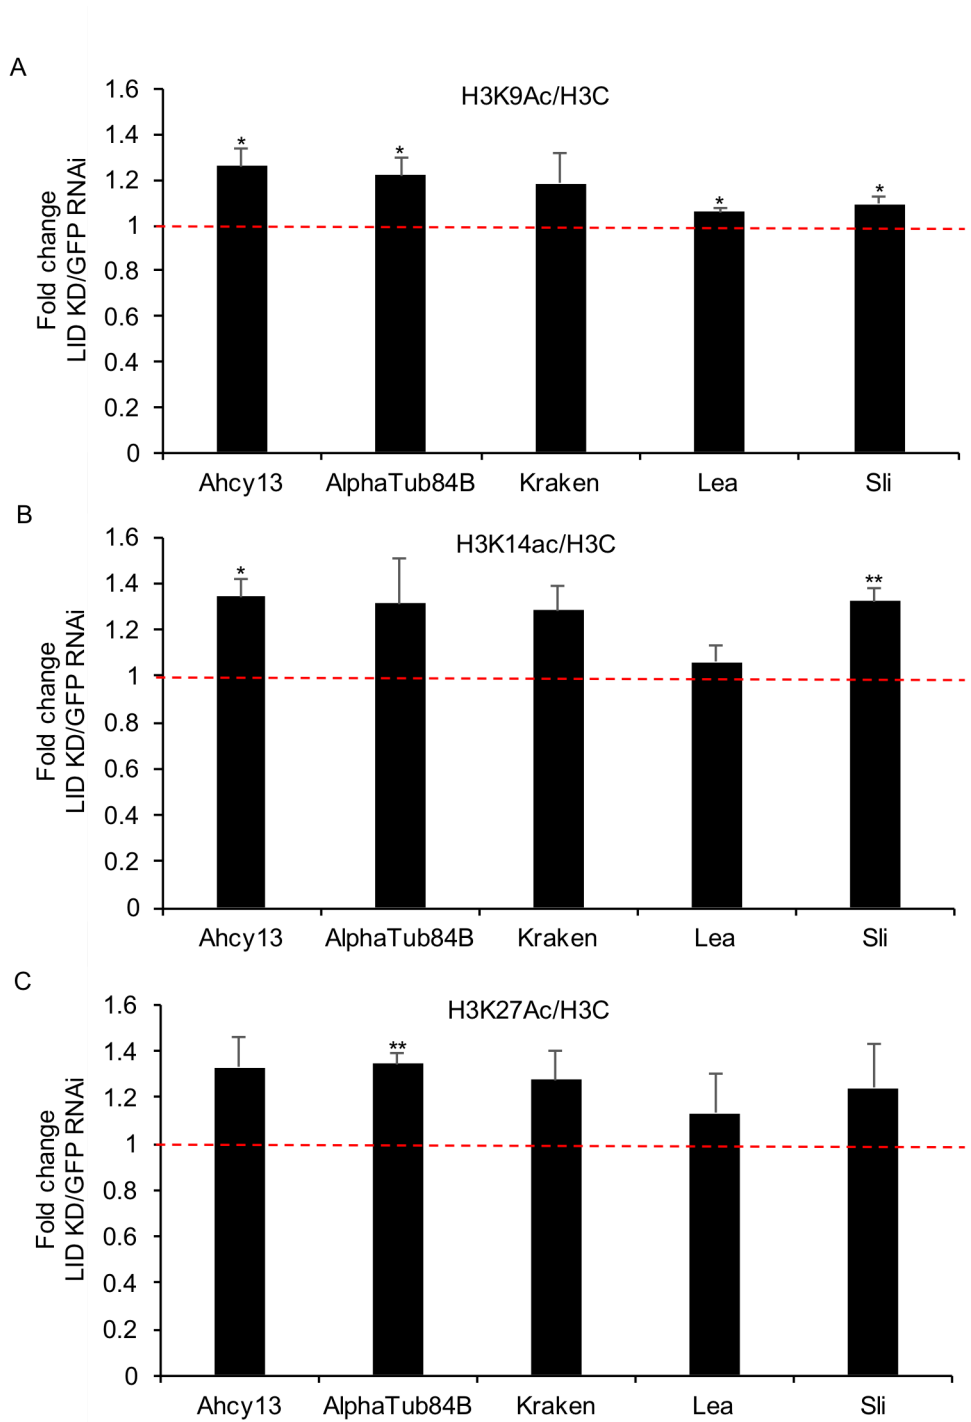 A
H3K9Ac/H3C
Fold change
LID KD/GFP RNAi
1.6
1.4
1.2
1
0.8
0.6
0.4
0.2
0
*
*
*
*
Ahcy13 AlphaTub84B Kraken Lea Sli
B
H3K14ac/H3C
Fold change
LID KD/GFP RNAi
1.6
1.4
1.2
1
0.8
0.6
0.4
0.2
0
*
**
Ahcy13 AlphaTub84B Kraken Lea Sli
C
H3K27Ac/H3C
Fold change
LID KD/GFP RNAi
1.6
1.4
1.2
1
0.8
0.6
0.4
0.2
0
**
Ahcy13 AlphaTub84B Kraken Lea Sli